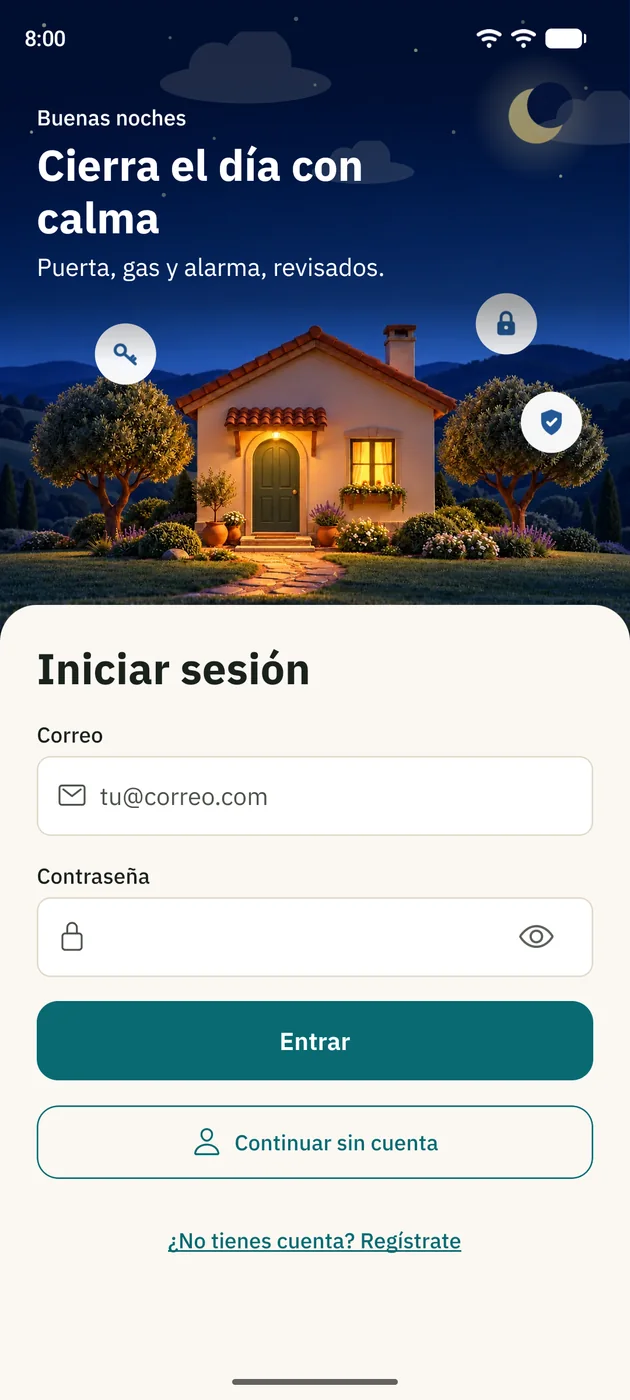 8:00
Buenas noches
Cierra el día con
calma
Puerta, gas y alarma, revisados.
Iniciar sesión
Correo
tu@correo.com
Contraseña
Entrar
Continuar sin cuenta
¿No tienes cuenta? Regístrate